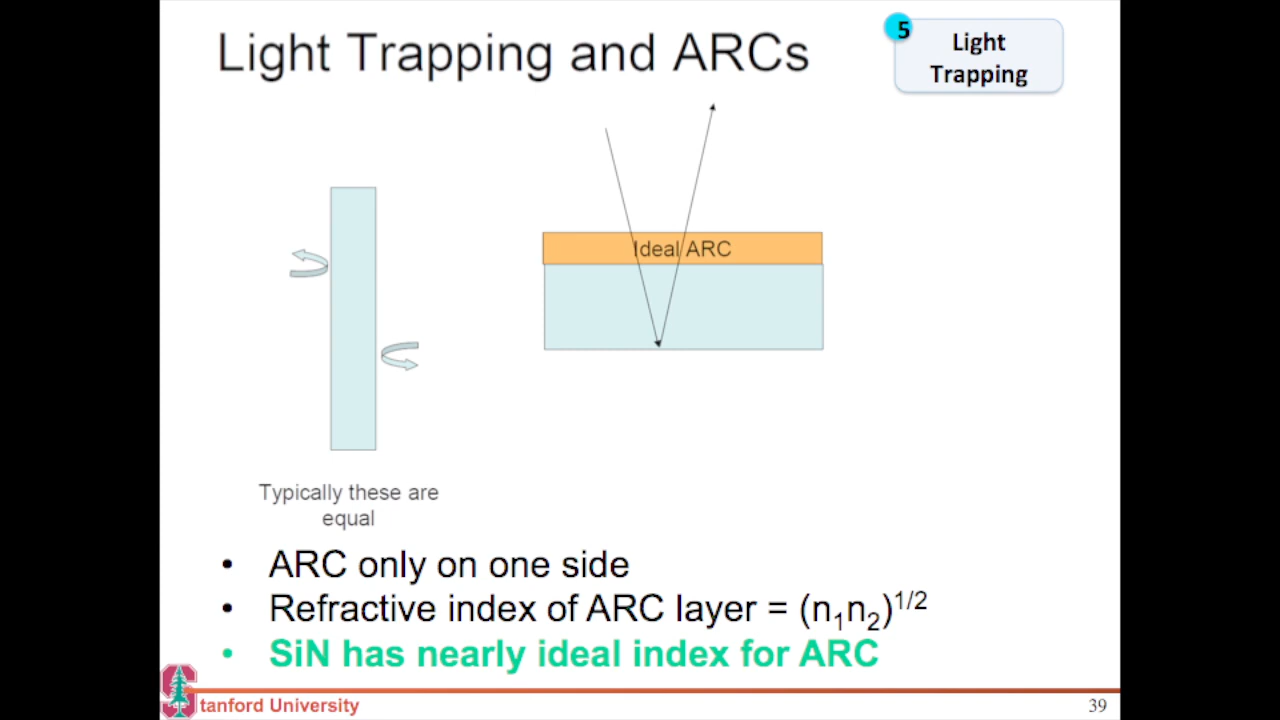 Light Trapping and ARCs
5
Light
Trapping
Ideal ARC
Typically these are
equal
• ARC only on one side
• Refractive index of ARC layer = (n₁n₂)¹/²
• SiN has nearly ideal index for ARC
Stanford University
39